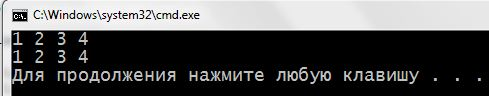 C:\Windows\system32\cmd.exe
1 2 3 4
1 2 3 4
Для продолжения нажмите любую клавишу . . .